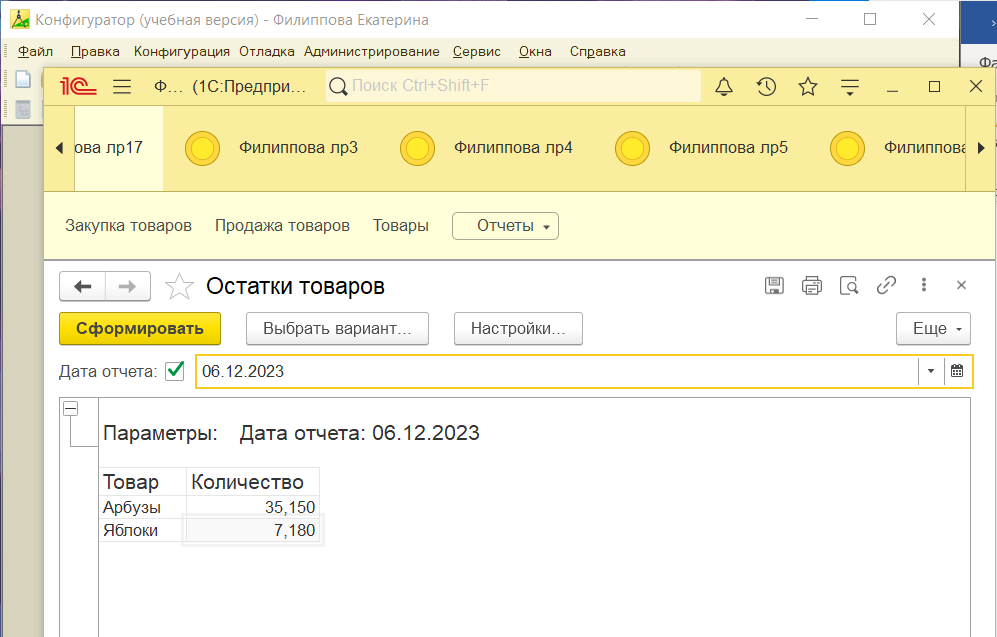 Конфигуратор (учебная версия) - Филиппова Екатерина
Файл Правка Конфигурация Отладка Администрирование Сервис Окна Справка
1С Ф... (1С:Предпри... Поиск Ctrl+Shift+F
ова лр17 Филиппова лр3 Филиппова лр4 Филиппова лр5 Филиппова
Закупка товаров Продажа товаров Товары Отчеты
Остатки товаров
Сформировать Выбрать вариант... Настройки... Еще
Дата отчета: 06.12.2023
Параметры: Дата отчета: 06.12.2023
Товар Количество
Арбузы 35,150
Яблоки 7,180